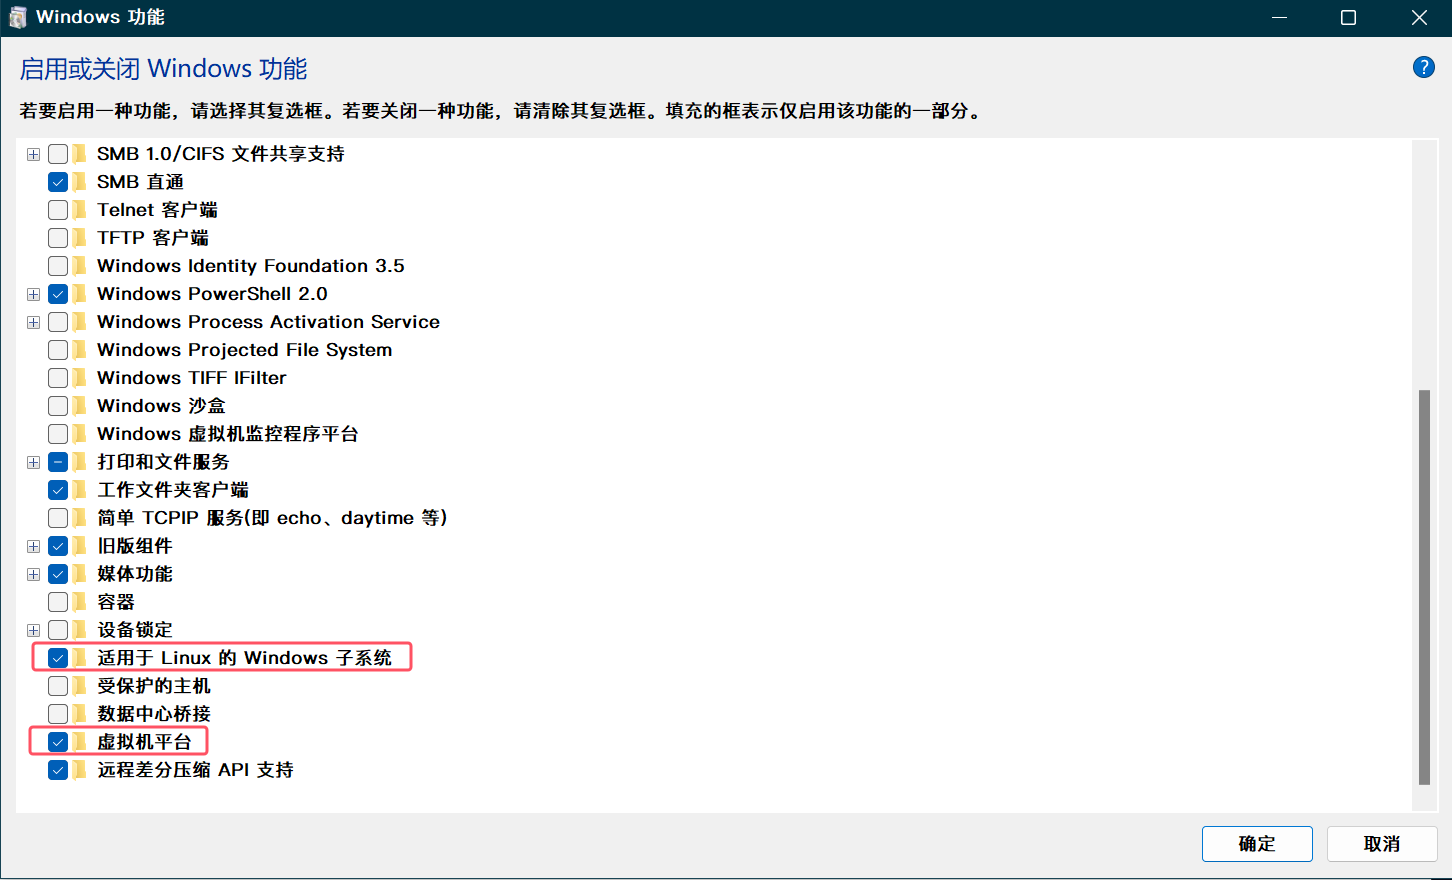 Windows 功能
启用或关闭 Windows 功能
若要启用一种功能，请选择其复选框。若要关闭一种功能，请清除其复选框。填充的框表示仅启用该功能的一部分。
SMB 1.0/CIFS 文件共享支持
SMB 直通
Telnet 客户端
TFTP 客户端
Windows Identity Foundation 3.5
Windows PowerShell 2.0
Windows Process Activation Service
Windows Projected File System
Windows TIFF IFilter
Windows 沙盒
Windows 虚拟机监控程序平台
打印和文件服务
工作文件夹客户端
简单 TCPIP 服务(即 echo、daytime 等)
旧版组件
媒体功能
容器
设备锁定
适用于 Linux 的 Windows 子系统
受保护的主机
数据中心桥接
虚拟机平台
远程差分压缩 API 支持
确定
取消